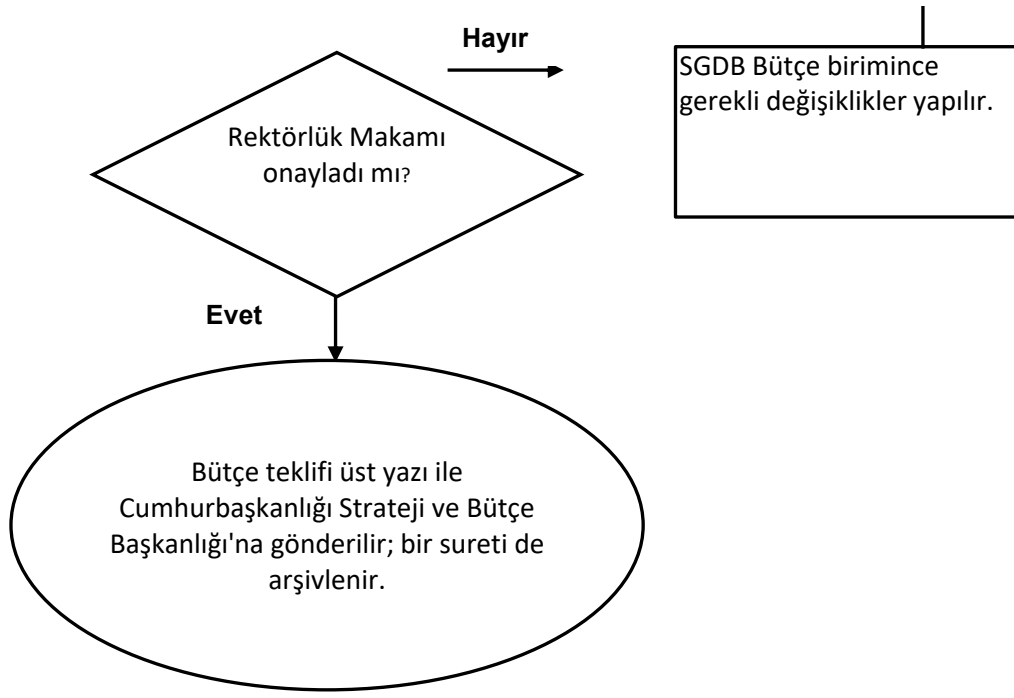 Hayır
SGDB Bütçe birimince
gerekli değişiklikler yapılır.
Rektörlük Makamı
onayladı mı?
Evet
Bütçe teklifi üst yazı ile
Cumhurbaşkanlığı Strateji ve Bütçe
Başkanlığı'na gönderilir; bir sureti de
arşivlenir.